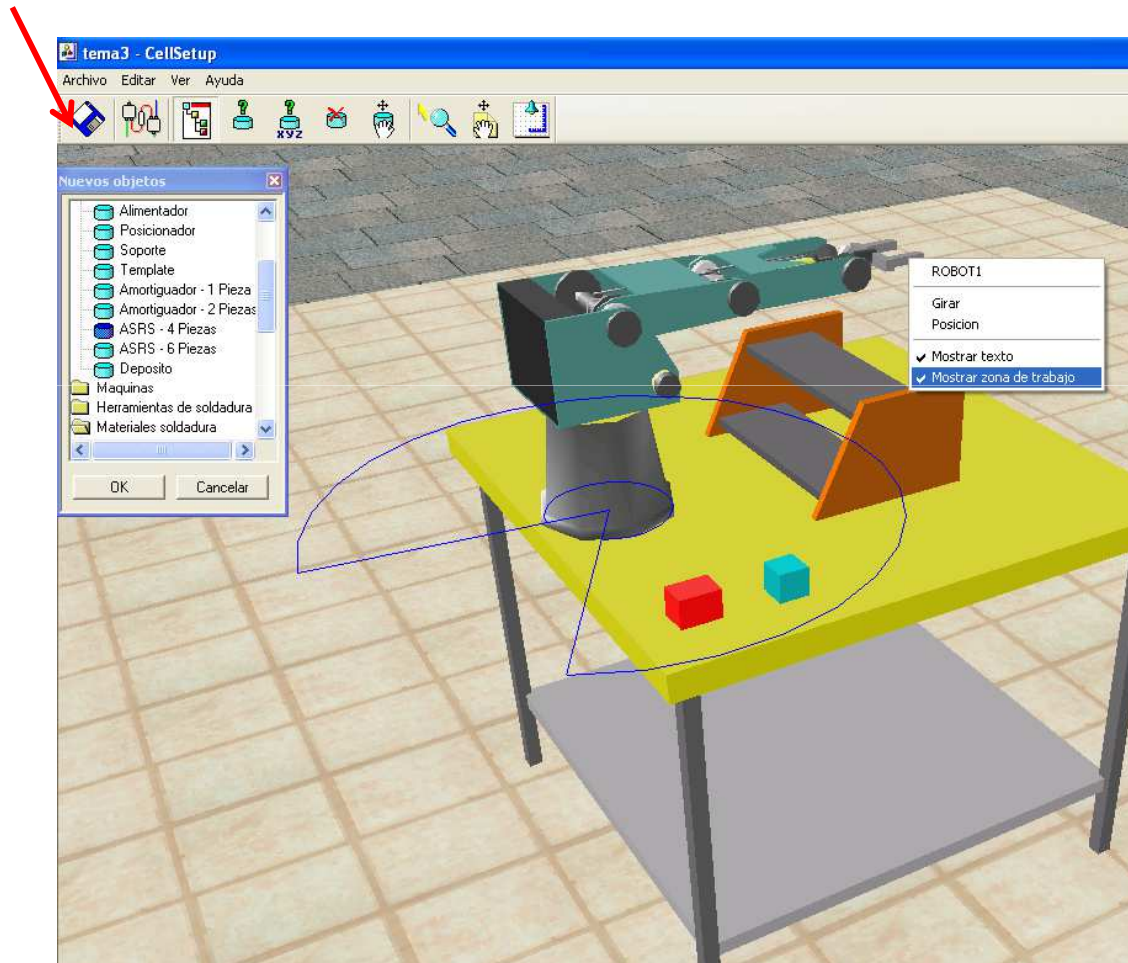 tema3 - CellSetup
Archivo Editar Ver Ayuda
XYZ
Nuevos objetos
Alimentador
Posicionador
Soporte
Template
Amortiguador - 1 Pieza
Amortiguador - 2 Piezas
ASRS - 4 Piezas
ASRS - 6 Piezas
Deposito
Maquinas
Herramientas de soldadura
Materiales soldadura
OK Cancelar
ROBOT1
Girar
Posicion
Mostrar texto
Mostrar zona de trabajo